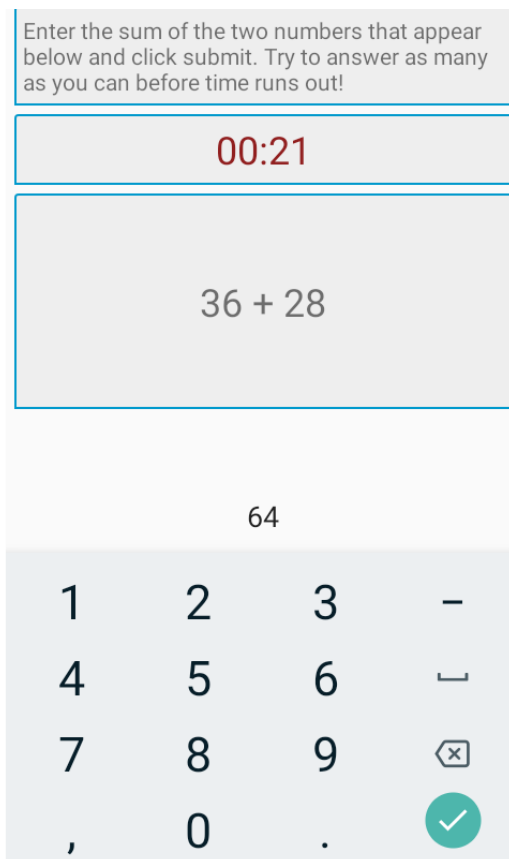 Enter the sum of the two numbers that appear
below and click submit. Try to answer as many
as you can before time runs out!
00:21
36 + 28
64
1 2 3 –
4 5 6
7 8 9
, 0 .